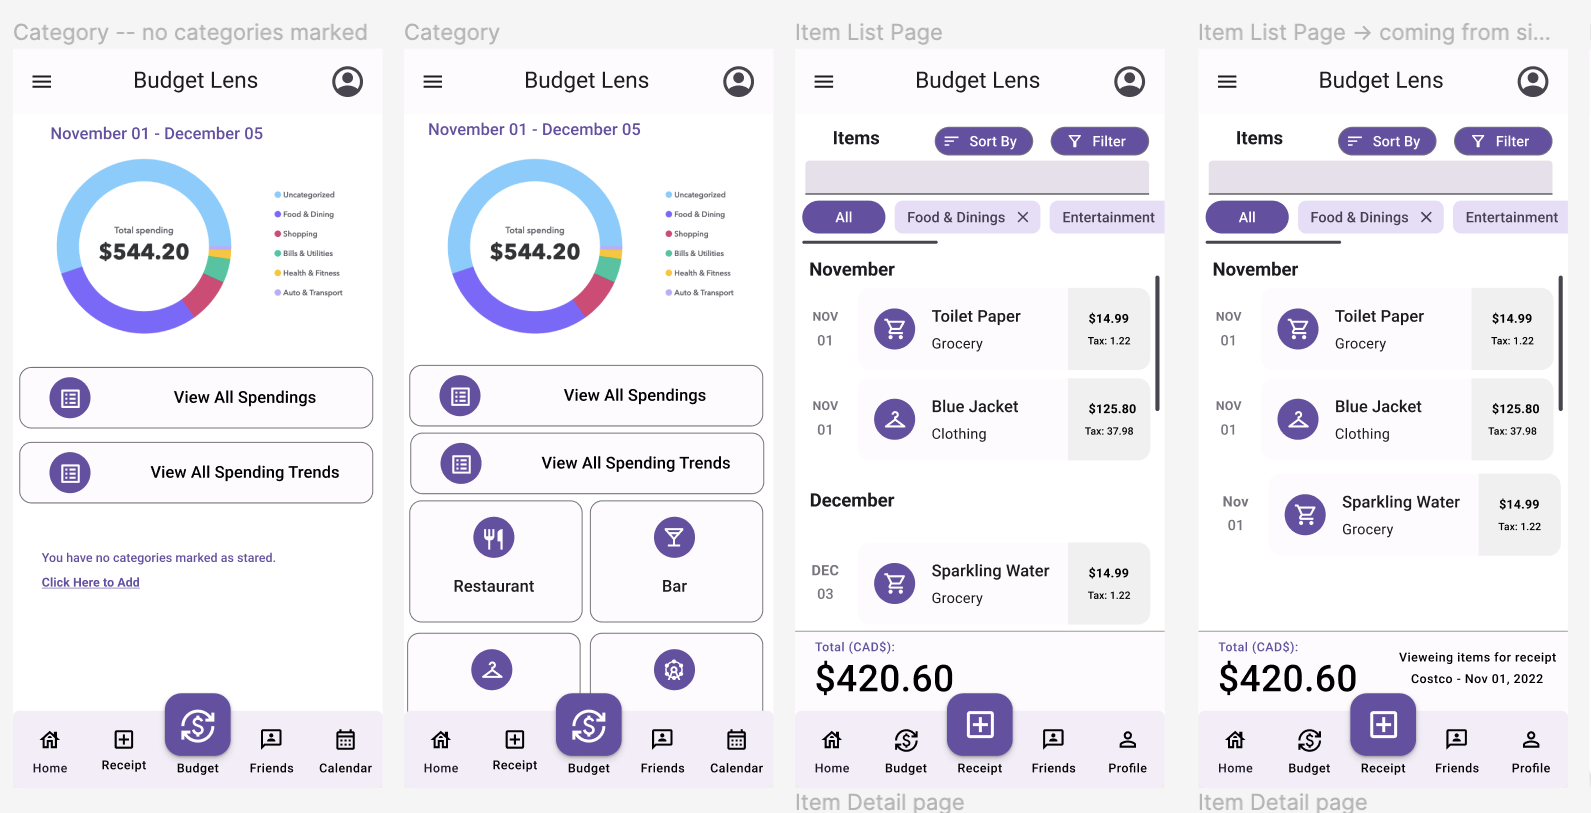 Category -- no categories marked
Budget Lens
November 01 - December 05
Total spending
$544.20
Uncategorized
Food & Dining
Shopping
Bills & Utilities
Health & Fitness
Auto & Transport
View All Spendings
View All Spending Trends
You have no categories marked as stared.
Click Here to Add
Home
Receipt
Budget
Friends
Calendar
Category
Budget Lens
November 01 - December 05
Total spending
$544.20
Uncategorized
Food & Dining
Shopping
Bills & Utilities
Health & Fitness
Auto & Transport
View All Spendings
View All Spending Trends
Restaurant
Bar
Home
Receipt
Budget
Friends
Calendar
Item List Page
Budget Lens
Items
Sort By
Filter
All
Food & Dinings
Entertainment
November
NOV
01
Toilet Paper
Grocery
$14.99
Tax: 1.22
NOV
01
Blue Jacket
Clothing
$125.80
Tax: 37.98
December
DEC
03
Sparkling Water
Grocery
$14.99
Tax: 1.22
Total (CAD$):
$420.60
Home
Budget
Receipt
Friends
Profile
Item Detail page
Item List Page → coming from si...
Budget Lens
Items
Sort By
Filter
All
Food & Dinings
Entertainment
November
NOV
01
Toilet Paper
Grocery
$14.99
Tax: 1.22
NOV
01
Blue Jacket
Clothing
$125.80
Tax: 37.98
Nov
01
Sparkling Water
Grocery
$14.99
Tax: 1.22
Total (CAD$):
$420.60
Vieweing items for receipt
Costco - Nov 01, 2022
Home
Budget
Receipt
Friends
Profile
Item Detail page